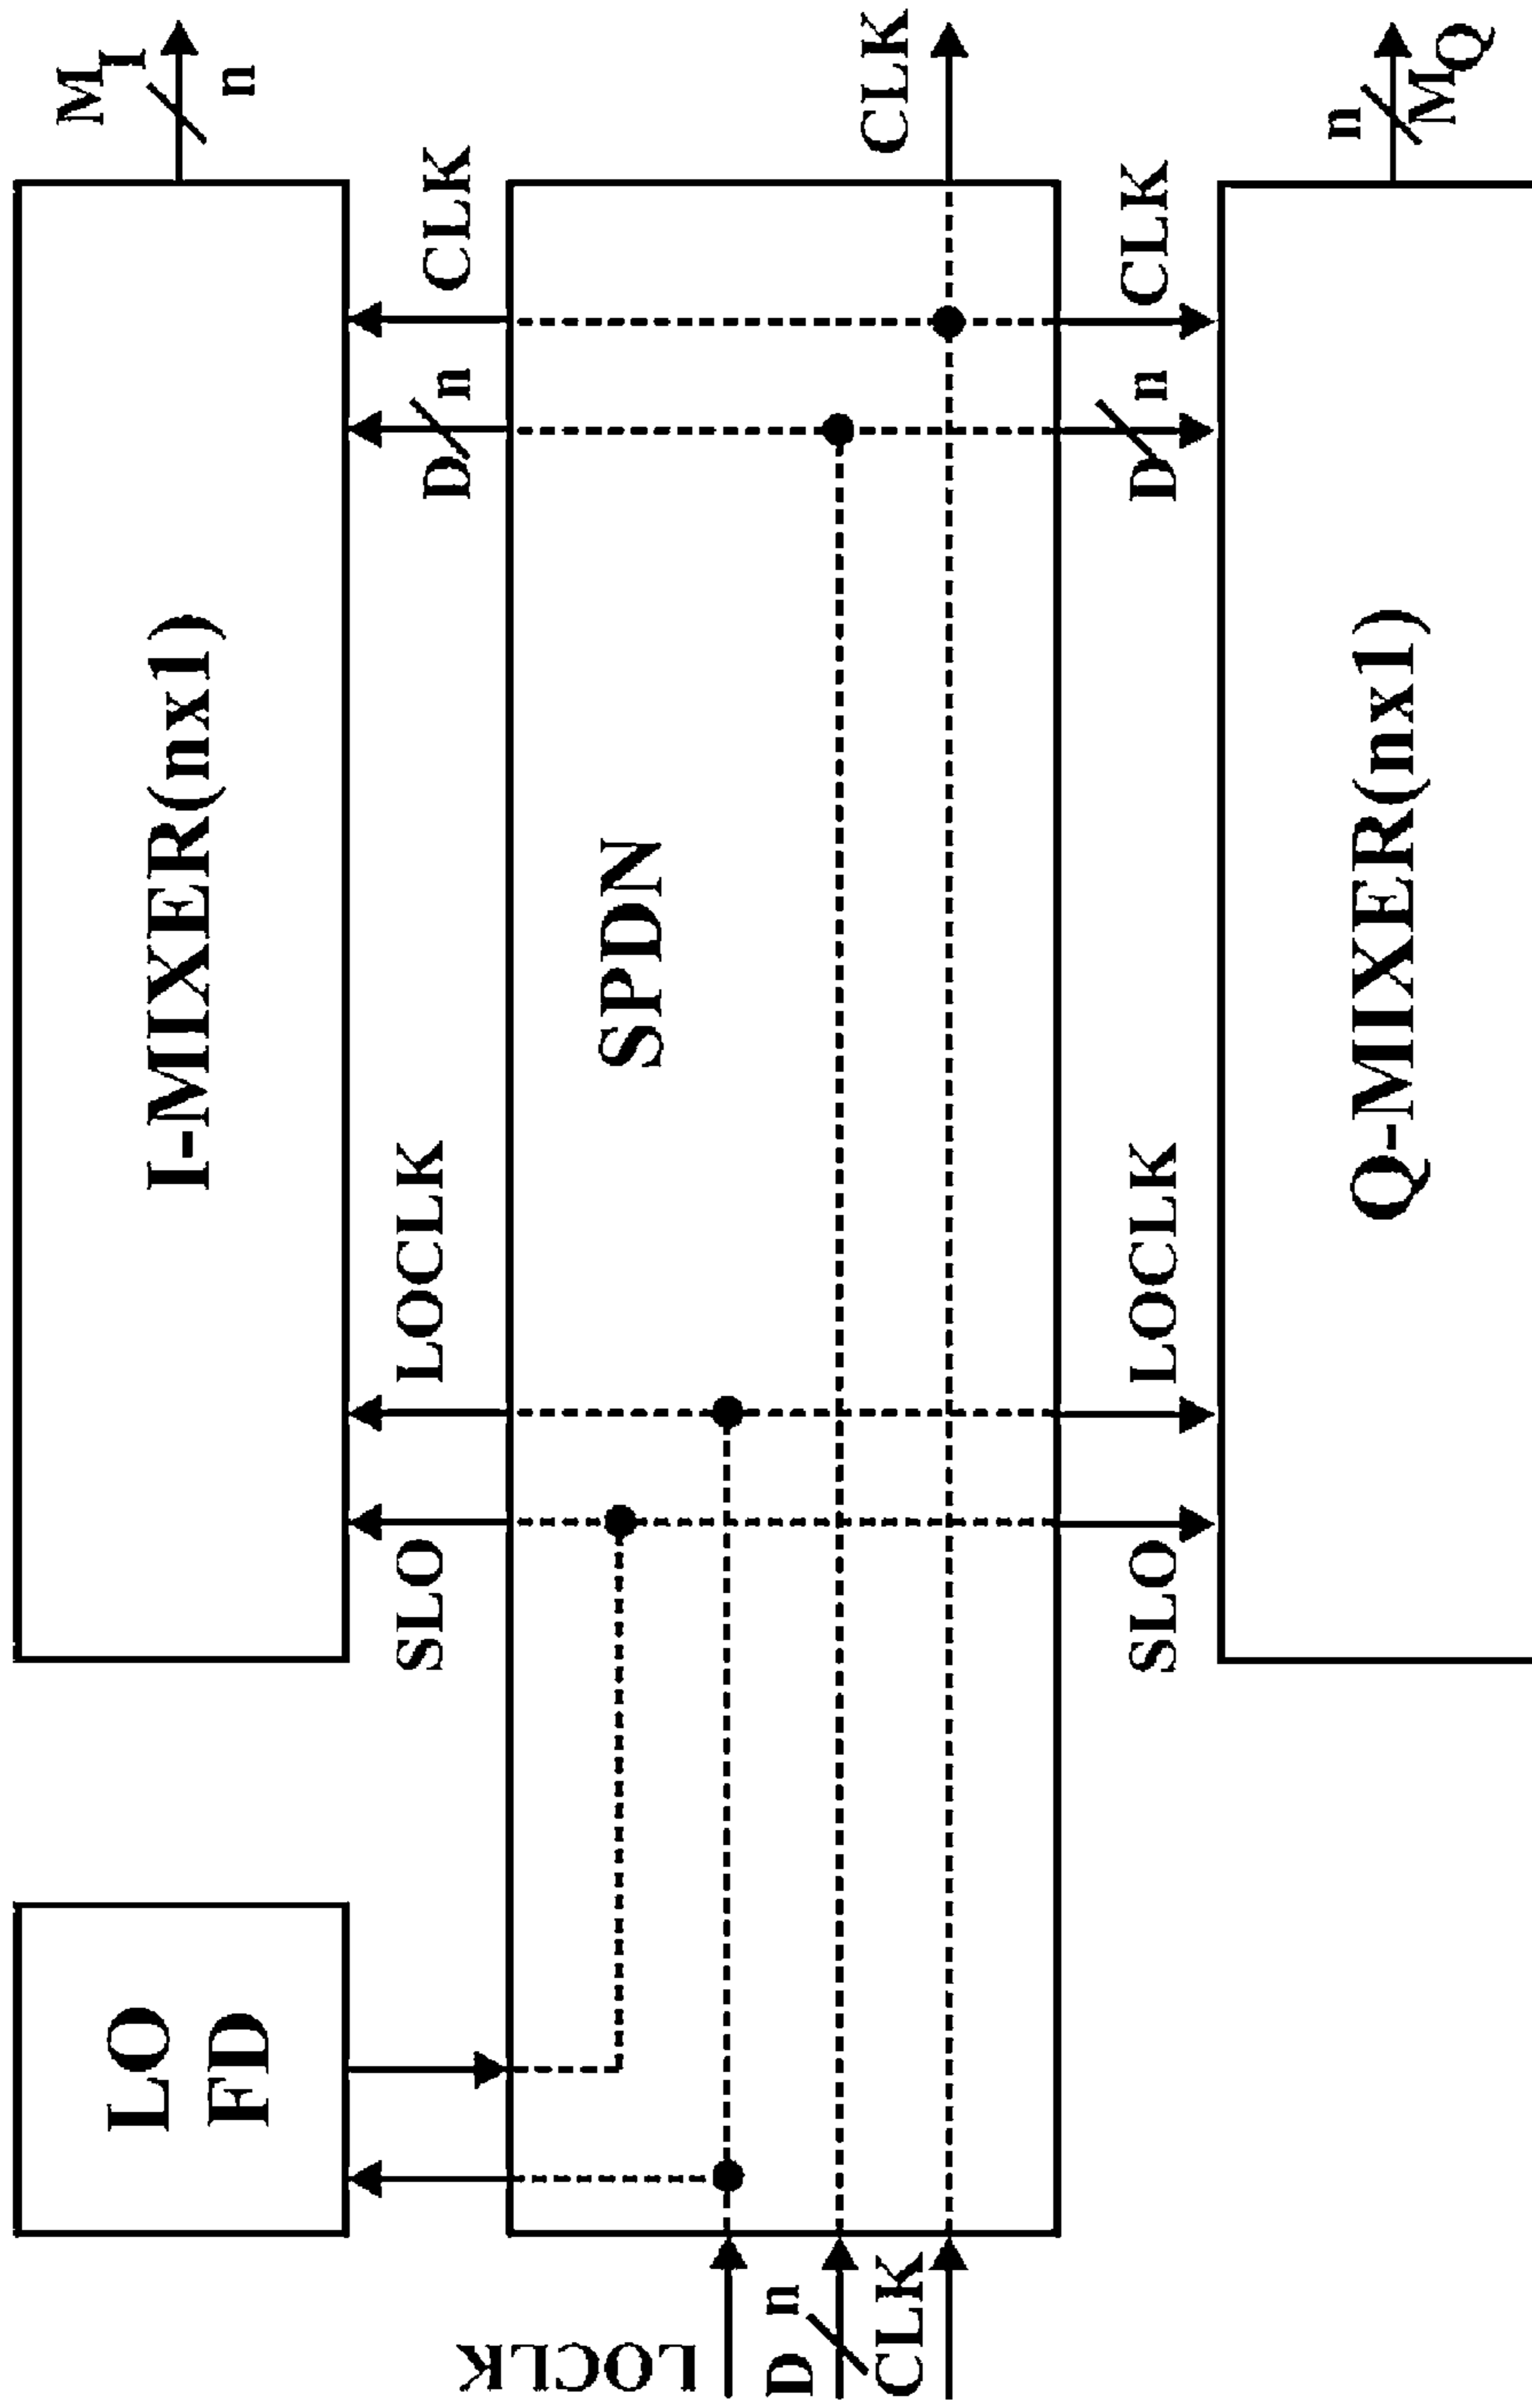 M_I
n
I-MIXER(nx1)
CLK
D
n
LOCLK
SLO
LO
FD
SPDN
CLK
LOCLK
D
n
CLK
CLK
D
n
LOCLK
SLO
Q-MIXER(nx1)
n
M_Q